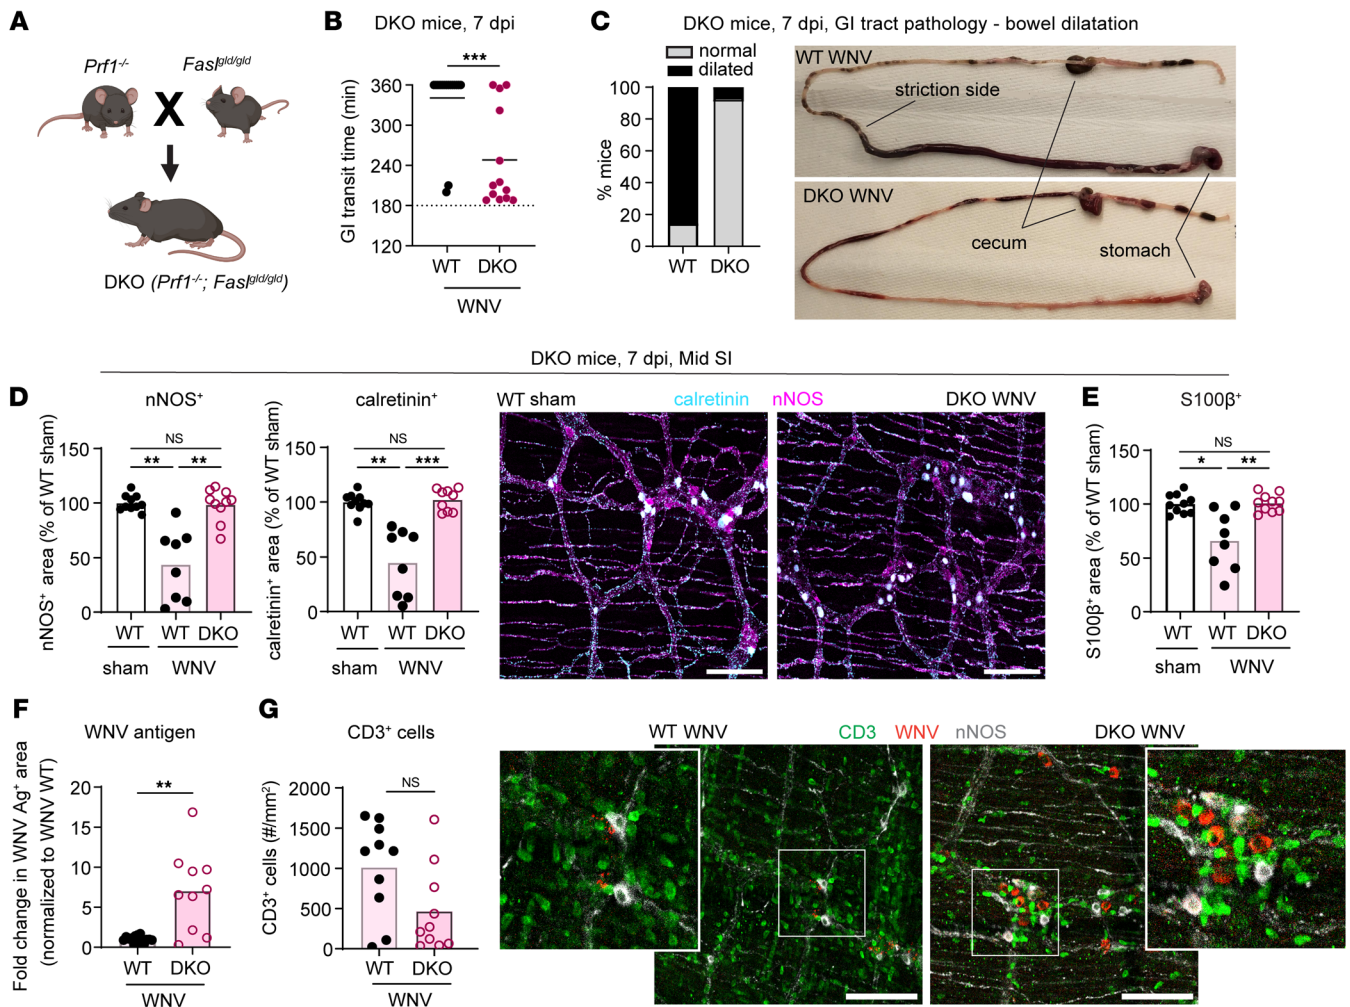 A
Prf1-/-
Faslgld/gld
X
DKO (Prf1-/-; Faslgld/gld)
B
DKO mice, 7 dpi
***
GI transit time (min)
360
300
240
180
120
WT DKO
WNV
C
DKO mice, 7 dpi, GI tract pathology - bowel dilatation
normal
dilated
% mice
100
80
60
40
20
0
WT DKO
WT WNV
striction side
DKO WNV
cecum
stomach
DKO mice, 7 dpi, Mid SI
D
nNOS+
nNOS+ area (% of WT sham)
150
100
50
0
NS
** **
WT WT DKO
sham WNV
calretinin+
calretinin+ area (% of WT sham)
150
100
50
0
NS
** ***
WT WT DKO
sham WNV
WT sham calretinin nNOS DKO WNV
E
S100β+
S100β+ area (% of WT sham)
150
100
50
0
NS
* **
WT WT DKO
sham WNV
F
WNV antigen
Fold change in WNV Ag+ area
(normalized to WNV WT)
20
15
10
5
0
**
WT DKO
WNV
G
CD3+ cells
CD3+ cells (#/mm2)
2000
1500
1000
500
0
NS
WT DKO
WNV
WT WNV CD3 WNV nNOS DKO WNV